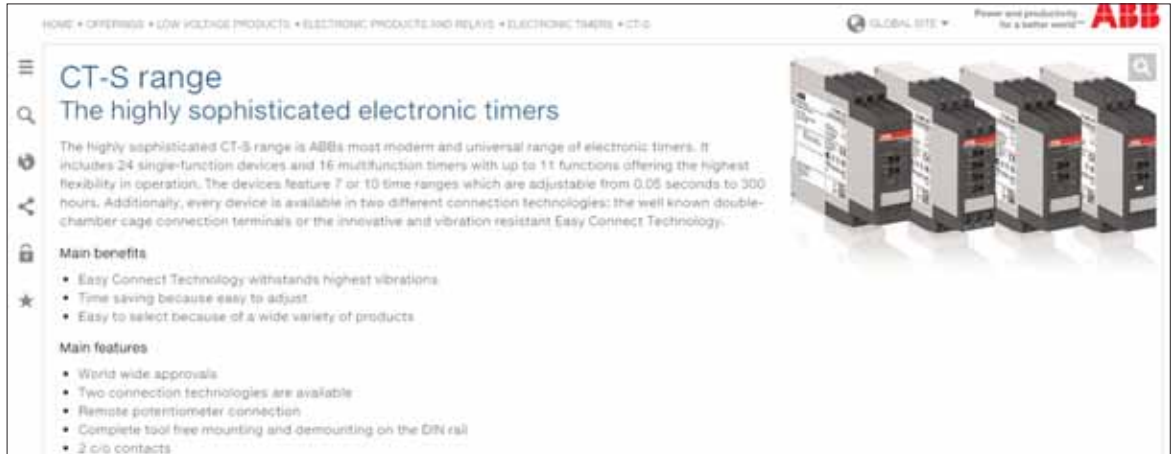 HOME • OFFERINGS • LOW VOLTAGE PRODUCTS • ELECTRONIC PRODUCTS AND RELAYS • ELECTRONIC TIMERS • CT-S
GLOBAL SITE
Power and productivity
for a better world™
ABB
CT-S range
The highly sophisticated electronic timers
The highly sophisticated CT-S range is ABBs most modern and universal range of electronic timers. It
includes 24 single-function devices and 16 multifunction timers with up to 11 functions offering the highest
flexibility in operation. The devices feature 7 or 10 time ranges which are adjustable from 0.05 seconds to 300
hours. Additionally, every device is available in two different connection technologies: the well known double-
chamber cage connection terminals or the innovative and vibration resistant Easy Connect Technology.
Main benefits
• Easy Connect Technology withstands highest vibrations
• Time saving because easy to adjust
• Easy to select because of a wide variety of products
Main features
• World wide approvals
• Two connection technologies are available
• Remote potentiometer connection
• Complete tool free mounting and demounting on the DIN rail
• 2 c/o contacts